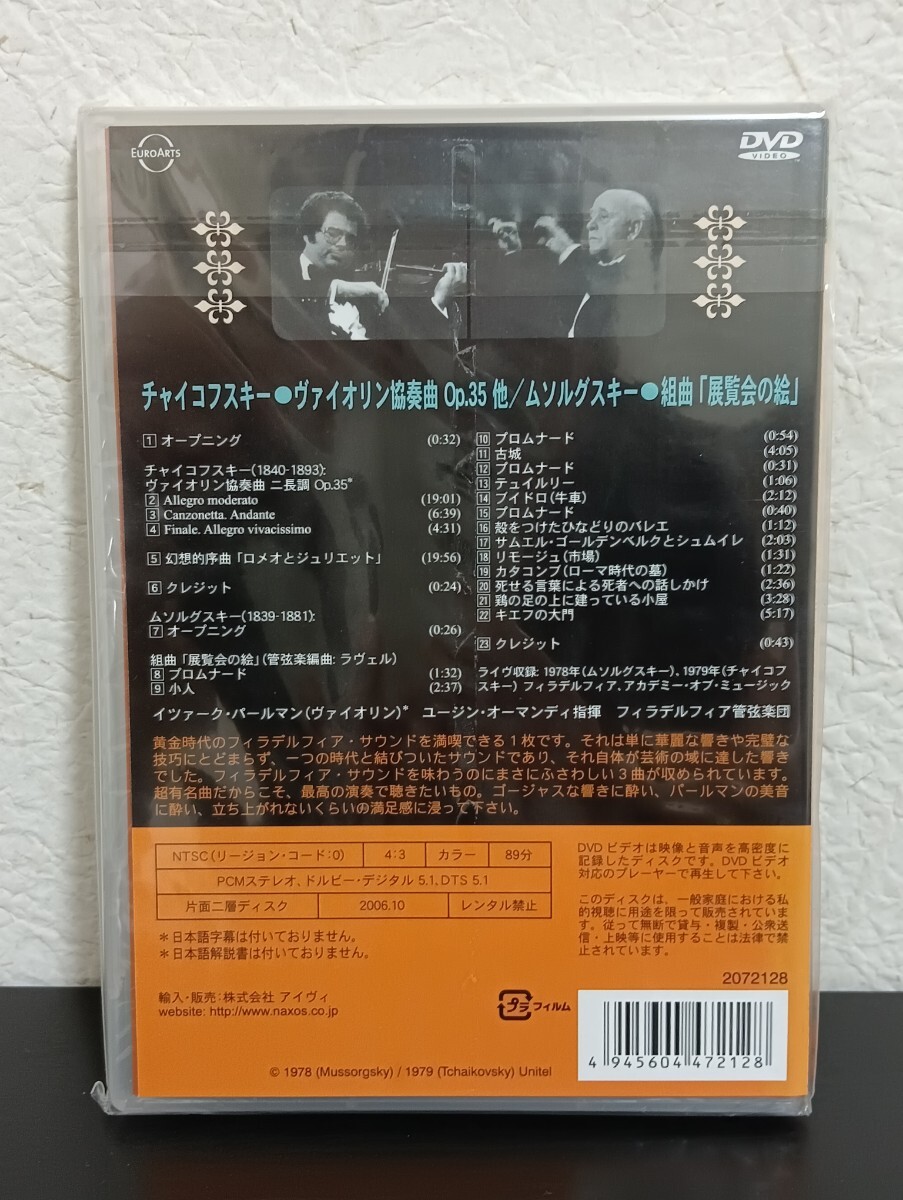 EUROARTS
DVD
VIDEO
チャイコフスキー●ヴァイオリン協奏曲 Op.35 他/ムソルグスキー●組曲「展覧会の絵」
1 オープニング (0:32)
チャイコフスキー(1840-1893):
ヴァイオリン協奏曲 ニ長調 Op.35*
2 Allegro moderato (19:01)
3 Canzonetta. Andante (6:39)
4 Finale. Allegro vivacissimo (4:31)
5 幻想的序曲「ロメオとジュリエット」 (19:56)
6 クレジット (0:24)
ムソルグスキー(1839-1881):
7 オープニング (0:26)
組曲「展覧会の絵」(管弦楽編曲: ラヴェル)
8 プロムナード (1:32)
9 小人 (2:37)
10 プロムナード (0:54)
11 古城 (4:05)
12 プロムナード (0:31)
13 テュイルリー (1:06)
14 ブイドロ(牛車) (2:12)
15 プロムナード (0:40)
16 殻をつけたひなどりのバレエ (1:12)
17 サムエル・ゴールデンベルクとシュムイレ (2:03)
18 リモージュ(市場) (1:31)
19 カタコンブ(ローマ時代の墓) (1:22)
20 死せる言葉による死者への話しかけ (2:36)
21 鶏の足の上に建っている小屋 (3:28)
22 キエフの大門 (5:17)
23 クレジット (0:43)
ライヴ収録: 1978年(ムソルグスキー)、1979年(チャイコフ
スキー) フィラデルフィア、アカデミー・オブ・ミュージック
イツァーク・パールマン(ヴァイオリン)* ユージン・オーマンディ指揮 フィラデルフィア管弦楽団
黄金時代のフィラデルフィア・サウンドを満喫できる1枚です。それは単に華麗な響きや完璧な
技巧にとどまらず、一つの時代と結びついたサウンドであり、それ自体が芸術の域に達した響き
でした。フィラデルフィア・サウンドを味わうのにまさにふさわしい3曲が収められています。
超有名曲だからこそ、最高の演奏で聴きたいもの。ゴージャスな響きに酔い、パールマンの美音
に酔い、立ち上がれないくらいの満足感に浸って下さい。
NTSC(リージョン・コード:0) 4:3 カラー 89分
PCMステレオ、ドルビー・デジタル 5.1、DTS 5.1
片面二層ディスク 2006.10 レンタル禁止
*日本語字幕は付いておりません。
*日本語解説書は付いておりません。
輸入・販売:株式会社 アイヴィ
website: http://www.naxos.co.jp
DVD ビデオは映像と音声を高密度に
記録したディスクです。DVD ビデオ
対応のプレーヤーで再生して下さい。
このディスクは、一般家庭における私
的視聴に用途を限って販売されていま
す。従って無断で貸与・複製・公衆送
信・上映等に使用することは法律で禁
止されています。
2072128
プラ フィルム
4 945604 472128
© 1978 (Mussorgsky) / 1979 (Tchaikovsky) Unitel